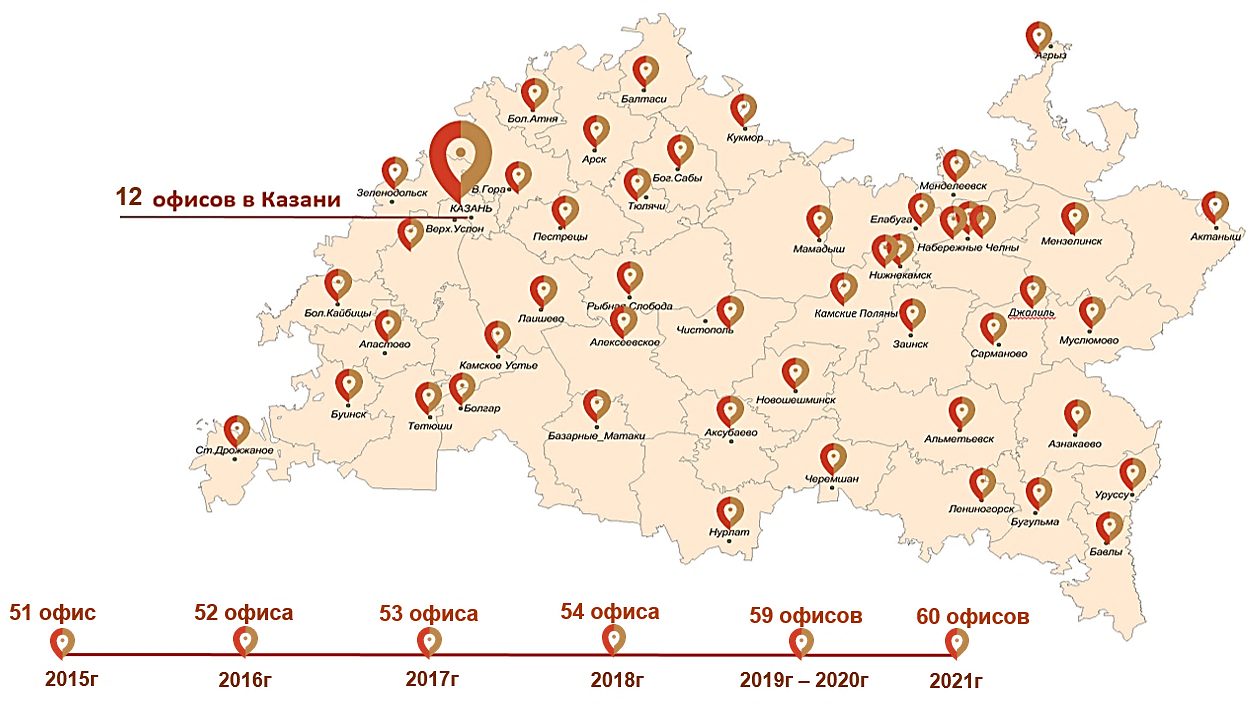 Агрыз
Балтаси
Бол.Атня
Кукмор
Арск
Бог.Сабы
Менделеевск
В.Гора
Зеленодольск
12 офисов в Казани
Тюлячи
КАЗАНЬ
Верх.Услон
Пестрецы
Елабуга
Мамадыш
Набережные Челны
Мензелинск
Актаныш
Нижнекамск
Рыбная Слобода
Бол.Кайбицы
Лаишево
Камские Поляны
Джалиль
Чистополь
Апастово
Алексеевское
Заинск
Сарманово
Муслюмово
Камское Устье
Новошешминск
Буинск
Болгар
Тетюши
Базарные_Матаки
Аксубаево
Альметьевск
Азнакаево
Ст.Дрожжаное
Черемшан
Уруссу
Лениногорск
Бугульма
Нурлат
Бавлы
51 офис 52 офиса 53 офиса 54 офиса 59 офисов 60 офисов
2015г 2016г 2017г 2018г 2019г – 2020г 2021г